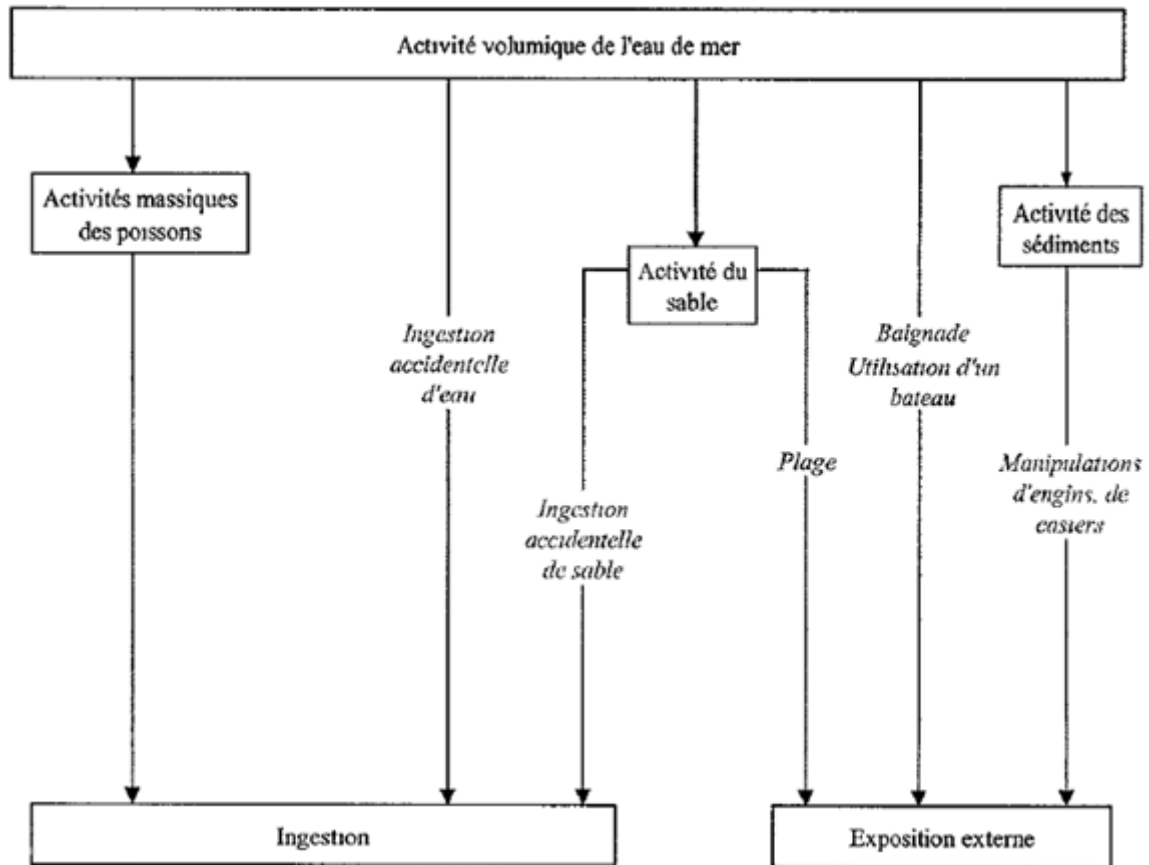 Activité volumique de l'eau de mer
Activités massiques
des poissons
Activité des
sédiments
Activité du
sable
Ingestion
accidentelle
d'eau
Baignade
Utilisation d'un
bateau
Plage
Manipulations
d'engins, de
casiers
Ingestion
accidentelle
de sable
Ingestion
Exposition externe